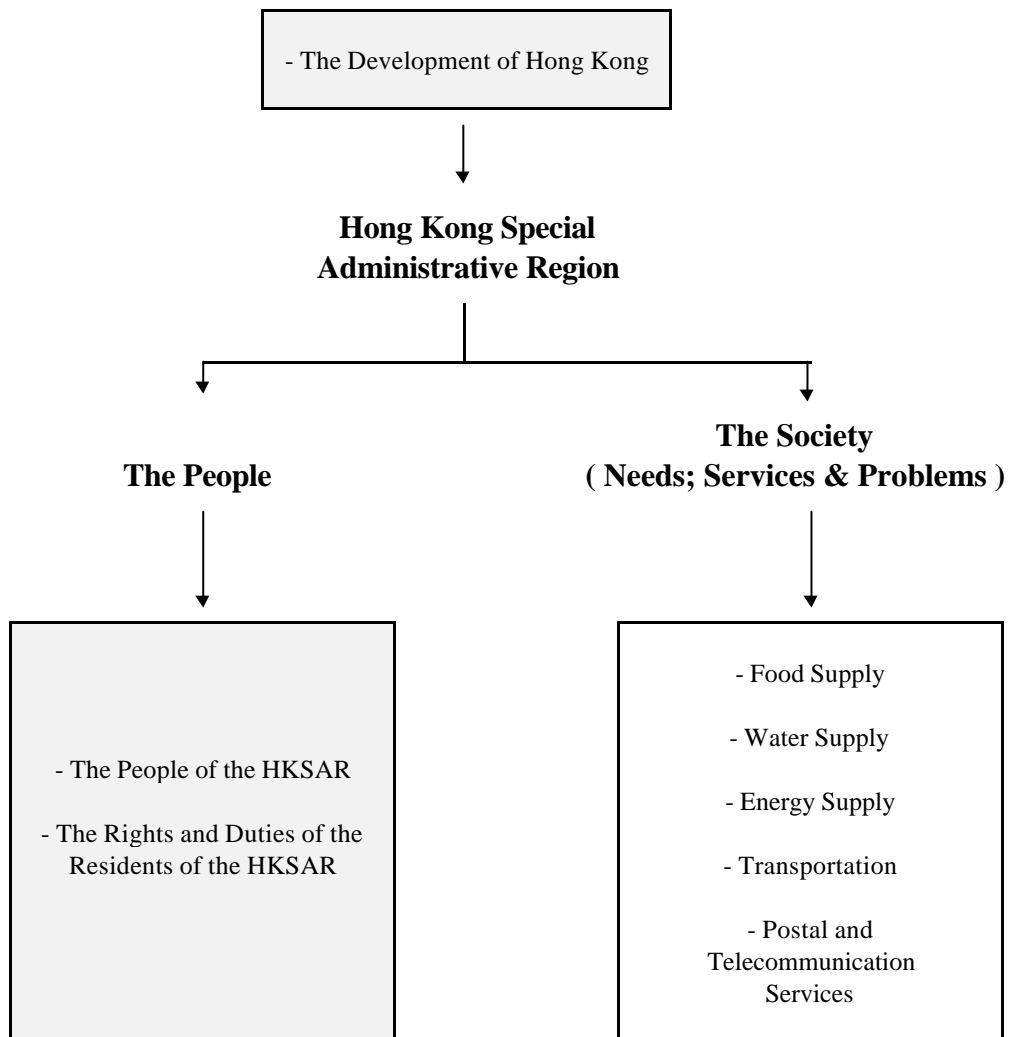 - The Development of Hong Kong
Hong Kong Special
Administrative Region
The People
The Society
( Needs; Services & Problems )
- The People of the HKSAR
- The Rights and Duties of the
Residents of the HKSAR
- Food Supply
- Water Supply
- Energy Supply
- Transportation
- Postal and
Telecommunication
Services